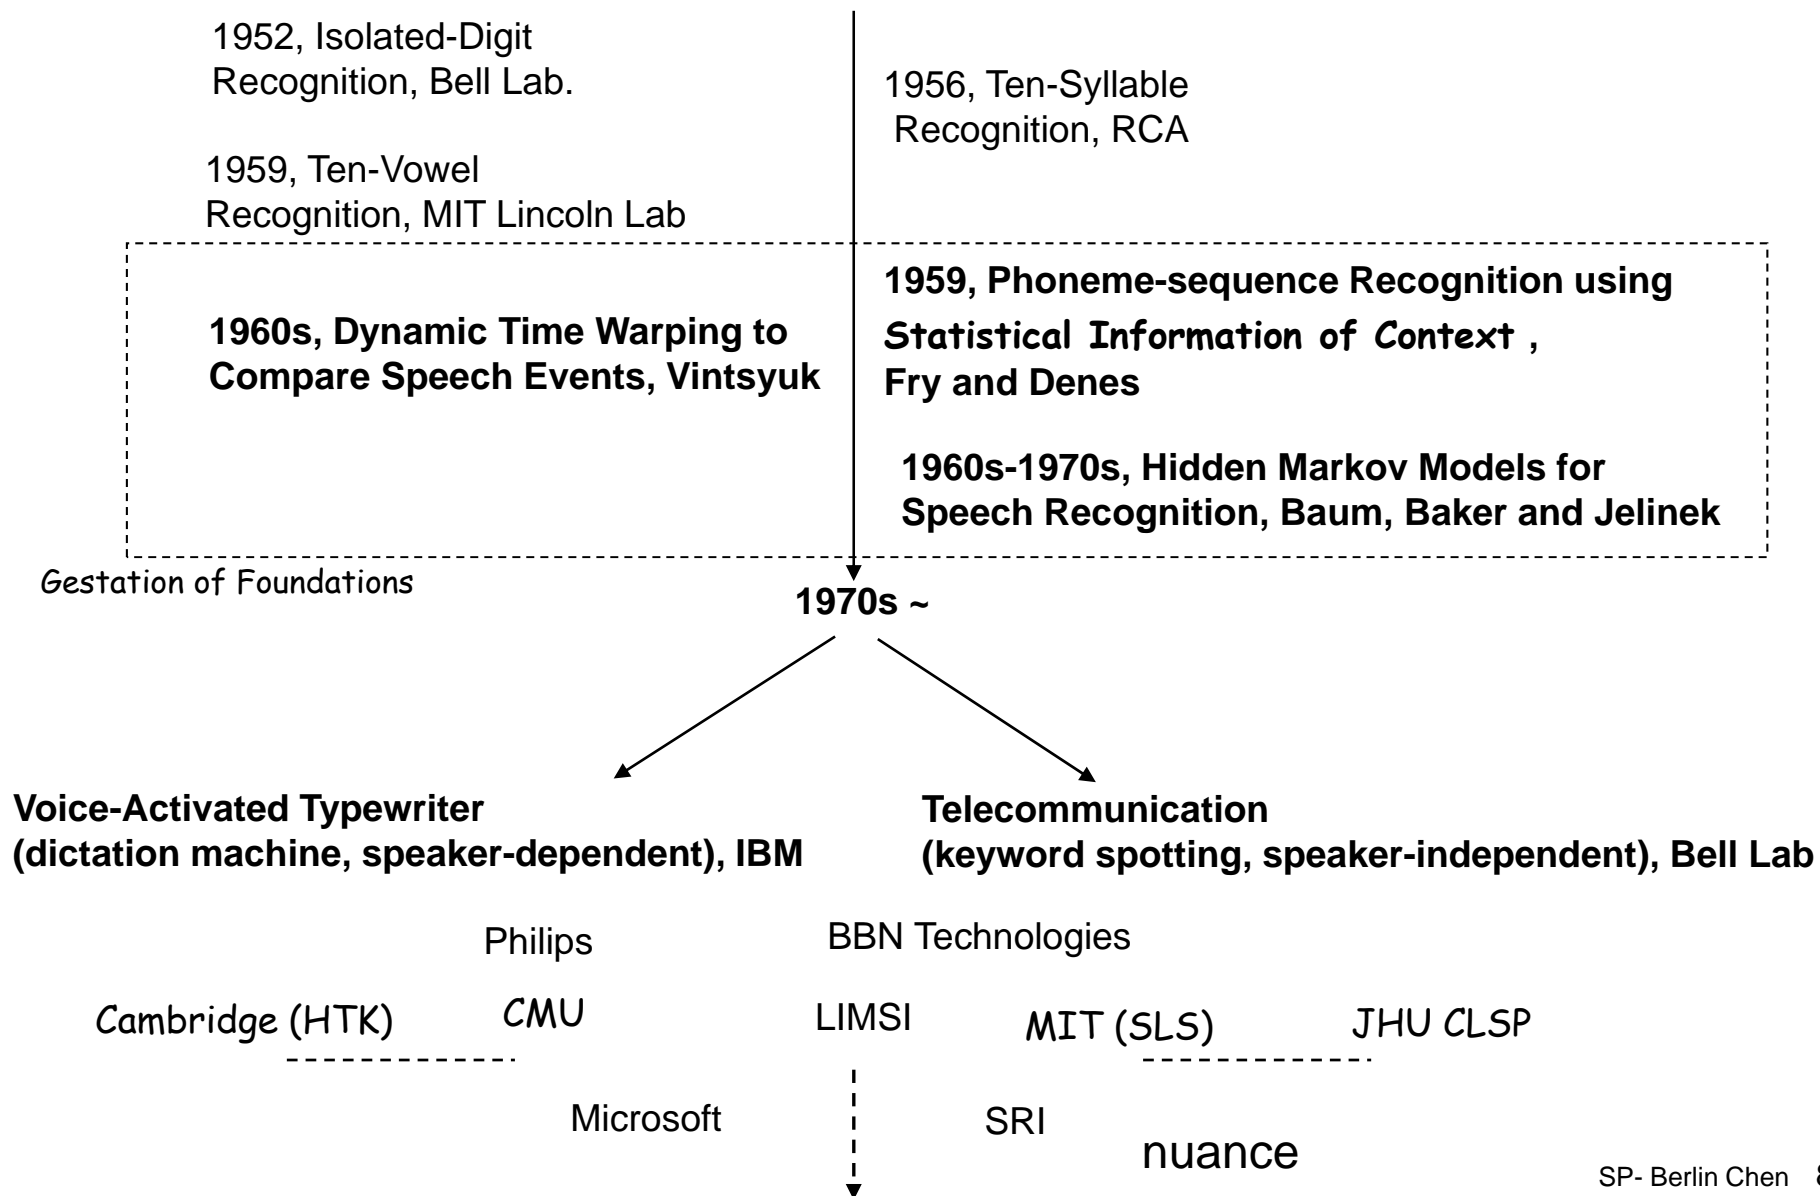 1952, Isolated-Digit
Recognition, Bell Lab.
1956, Ten-Syllable
Recognition, RCA
1959, Ten-Vowel
Recognition, MIT Lincoln Lab
1959, Phoneme-sequence Recognition using
Statistical Information of Context ,
Fry and Denes
1960s, Dynamic Time Warping to
Compare Speech Events, Vintsyuk
1960s-1970s, Hidden Markov Models for
Speech Recognition, Baum, Baker and Jelinek
Gestation of Foundations
1970s ~
Voice-Activated Typewriter
(dictation machine, speaker-dependent), IBM
Telecommunication
(keyword spotting, speaker-independent), Bell Lab
Philips
BBN Technologies
Cambridge (HTK)
CMU
LIMSI
MIT (SLS)
JHU CLSP
Microsoft
SRI
nuance
SP- Berlin Chen